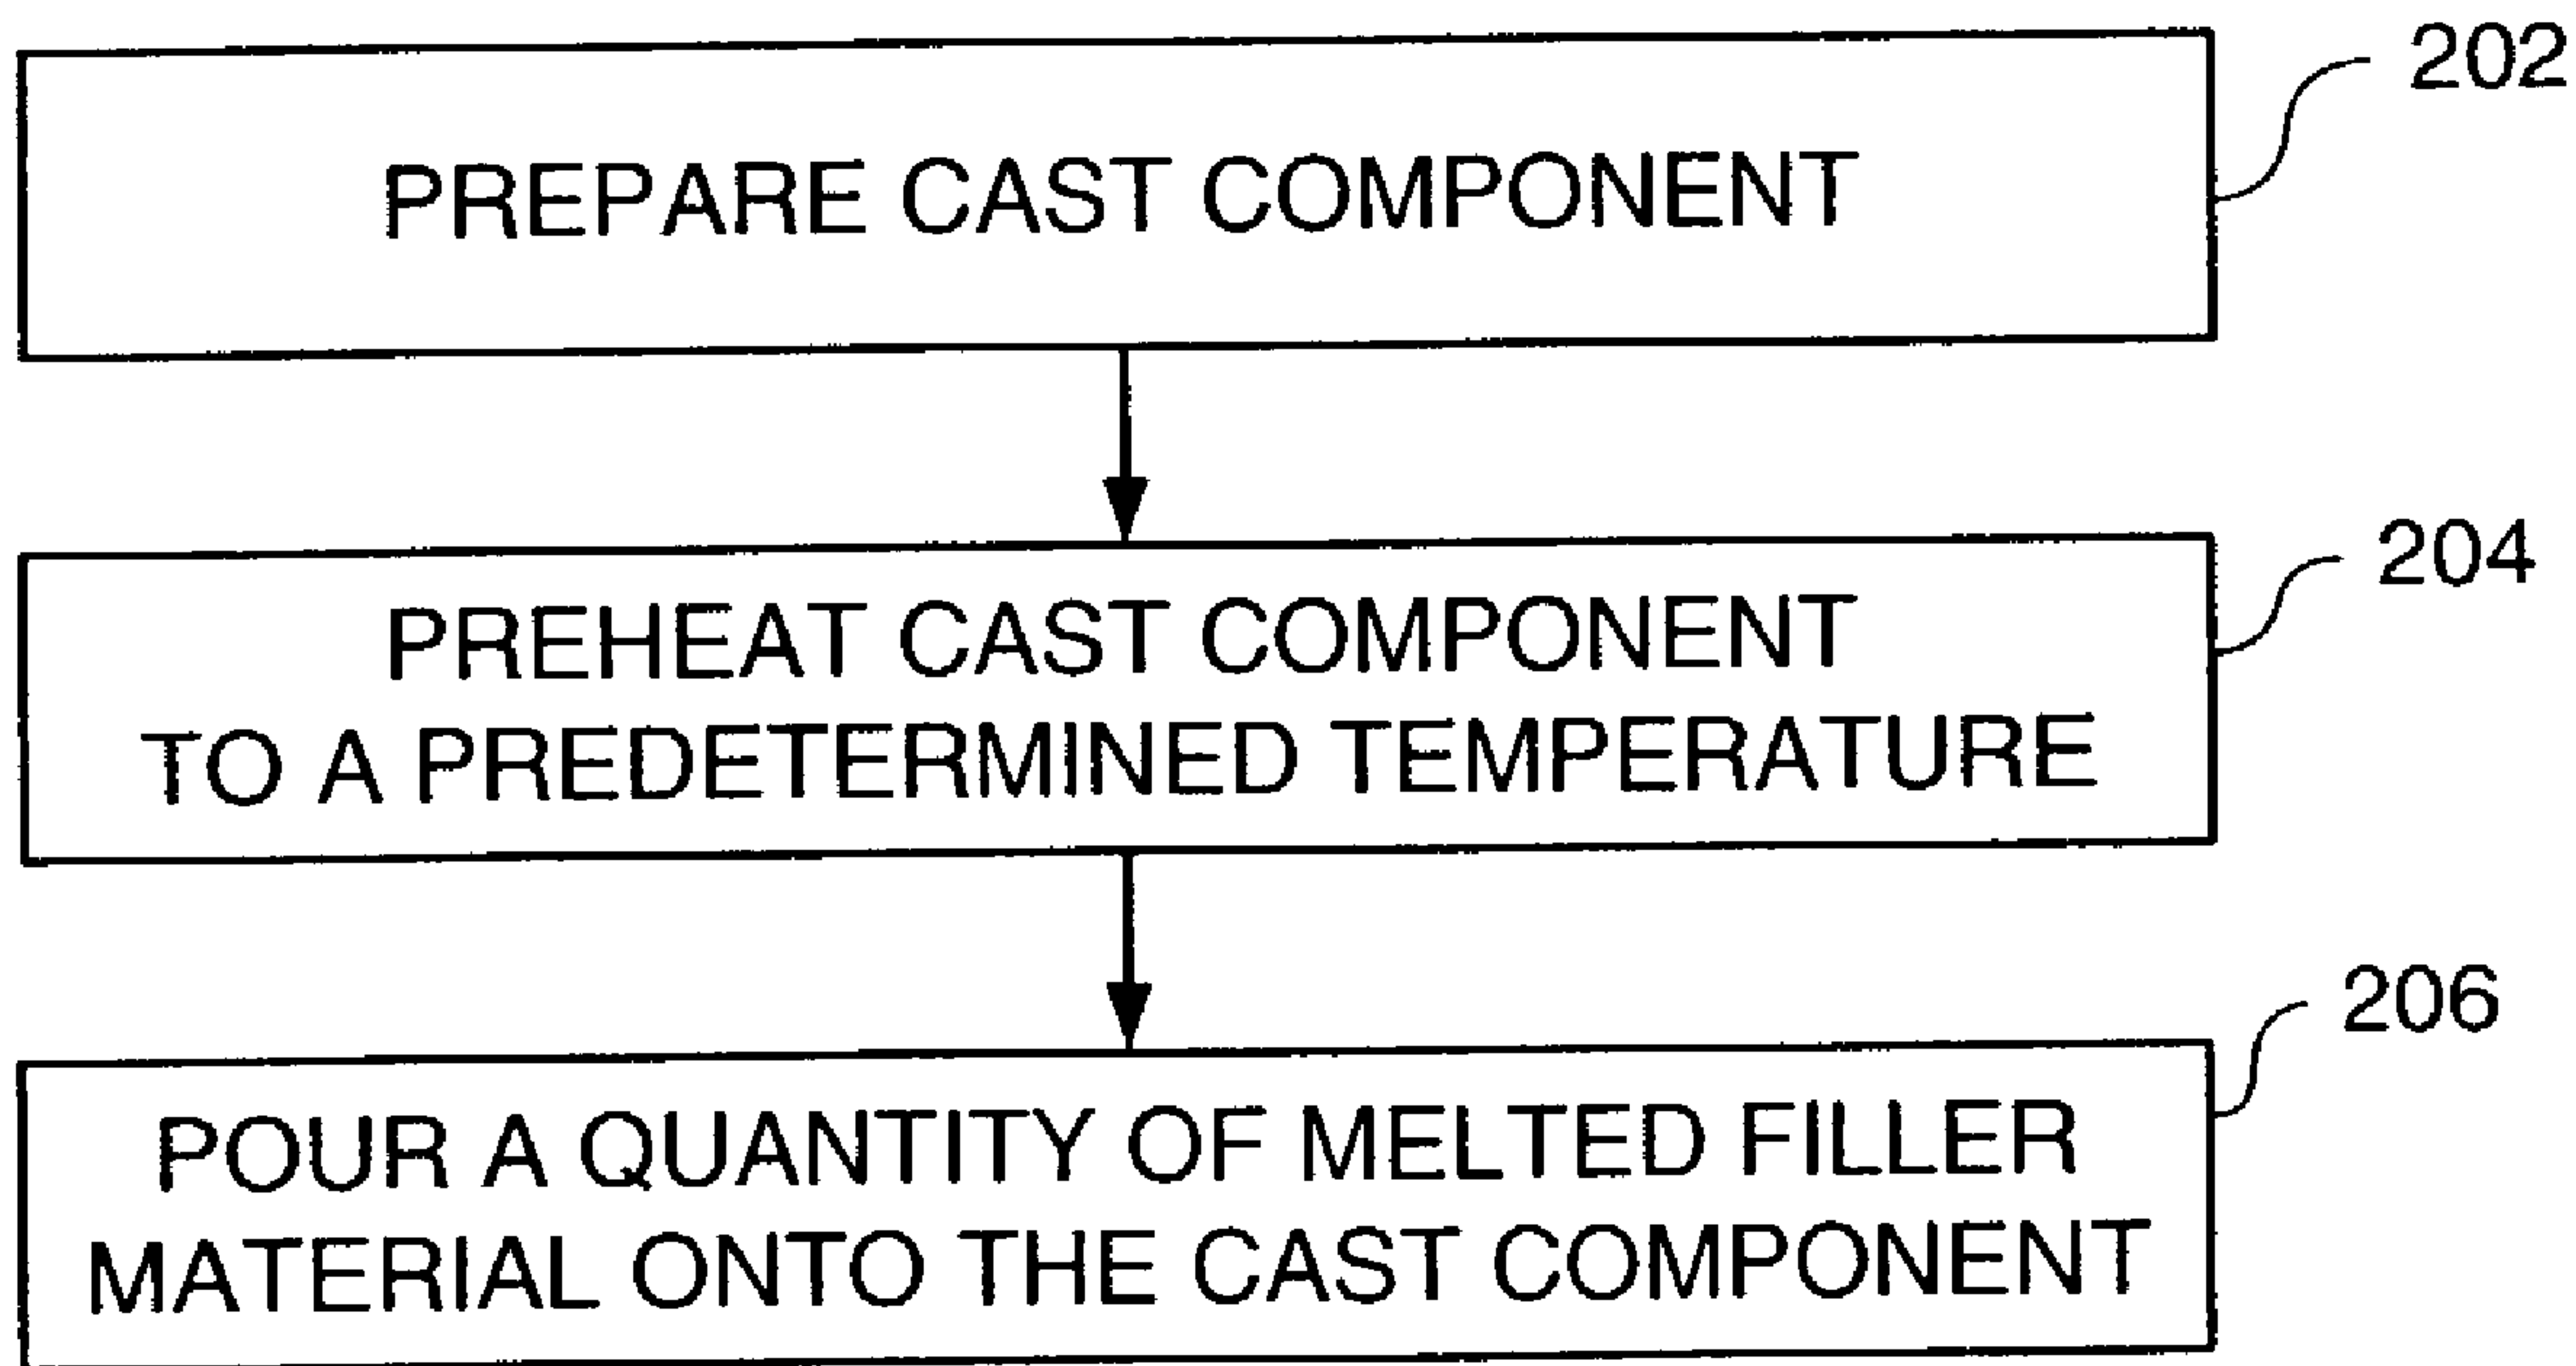 202
PREPARE CAST COMPONENT
204
PREHEAT CAST COMPONENT
TO A PREDETERMINED TEMPERATURE
206
POUR A QUANTITY OF MELTED FILLER
MATERIAL ONTO THE CAST COMPONENT